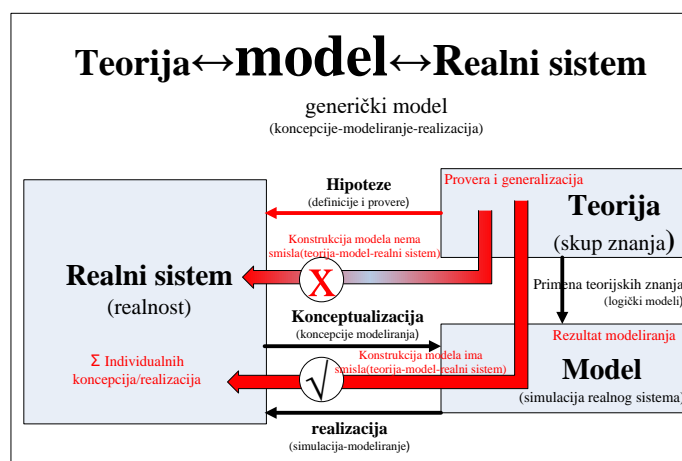 Teorija↔model↔Realni sistem
generički model
(koncepcije-modeliranje-realizacija)
Hipoteze
(definicije i provere)
Provera i generalizacija
Teorija
(skup znanja)
Konstrukcija modela nema
smisla(teorija-model-realni sistem)
X
Realni sistem
(realnost)
Primena teorijskih znanja
(logički modeli)
Konceptualizacija
(koncepcije modeliranja)
Rezultat modeliranja
Σ Individualnih
koncepcija/realizacija
Konstrukcija modela ima
smisla(teorija-model-realni sistem)
√
Model
(simulacija realnog sistema)
realizacija
(simulacija-modeliranje)